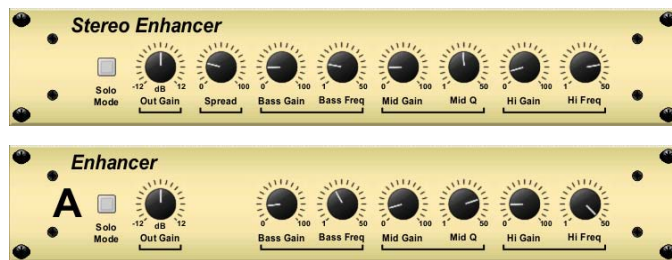 Stereo Enhancer
Solo Mode
-12 dB 12
Out Gain
0 100
Spread
0 100
Bass Gain
1 50
Bass Freq
0 100
Mid Gain
1 50
Mid Q
0 100
Hi Gain
1 50
Hi Freq
Enhancer
A
Solo Mode
-12 dB 12
Out Gain
0 100
Bass Gain
1 50
Bass Freq
0 100
Mid Gain
1 50
Mid Q
0 100
Hi Gain
1 50
Hi Freq